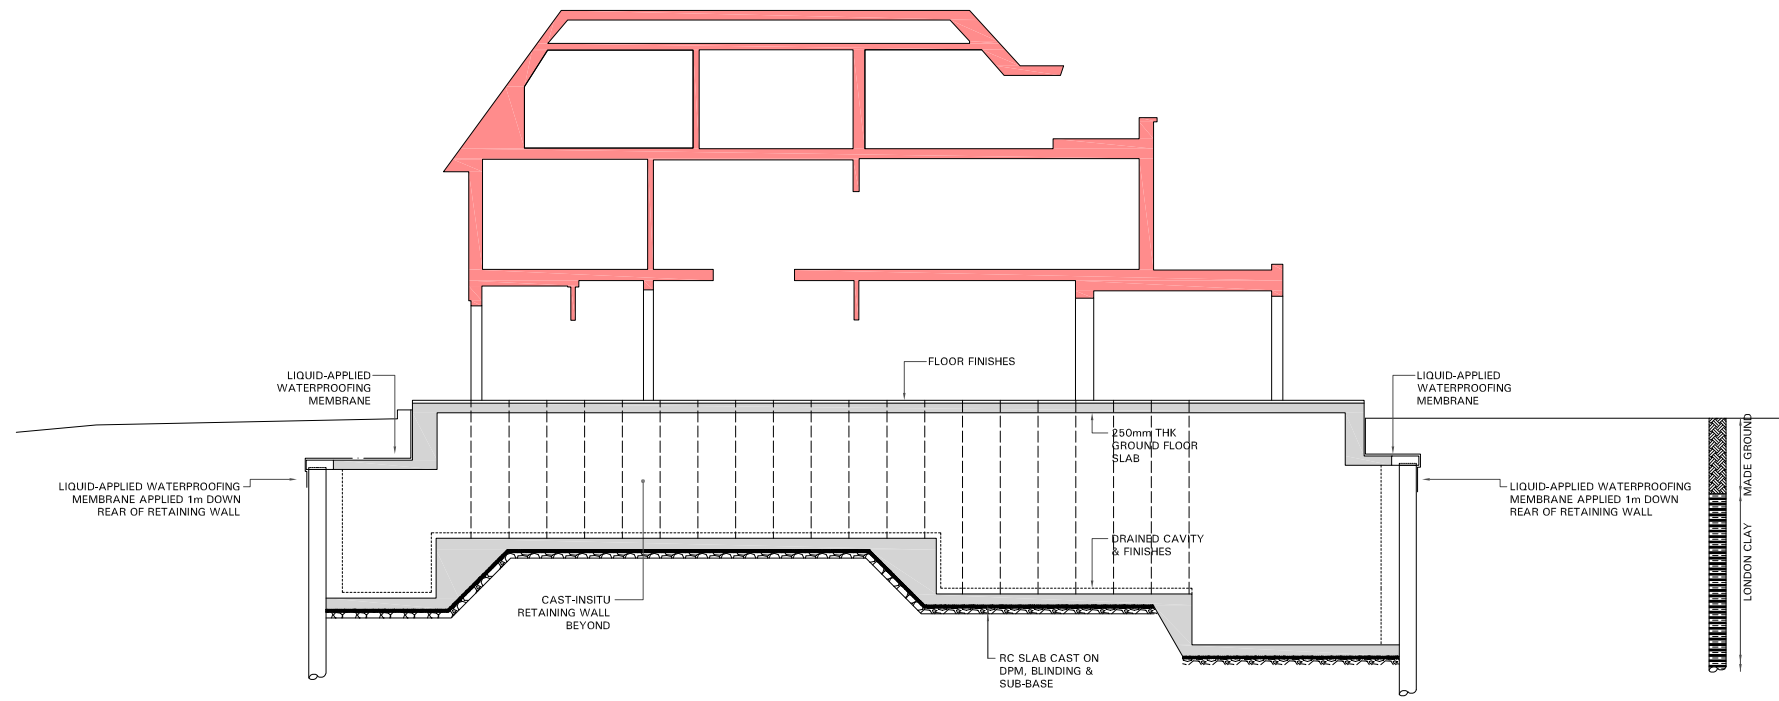 FLOOR FINISHES
LIQUID-APPLIED
WATERPROOFING
MEMBRANE
LIQUID-APPLIED
WATERPROOFING
MEMBRANE
250mm THK
GROUND FLOOR
SLAB
MADE GROUND
LIQUID-APPLIED WATERPROOFING
MEMBRANE APPLIED 1m DOWN
REAR OF RETAINING WALL
LIQUID-APPLIED WATERPROOFING
MEMBRANE APPLIED 1m DOWN
REAR OF RETAINING WALL
DRAINED CAVITY
& FINISHES
LONDON CLAY
CAST-INSITU
RETAINING WALL
BEYOND
RC SLAB CAST ON
DPM, BLINDING &
SUB-BASE